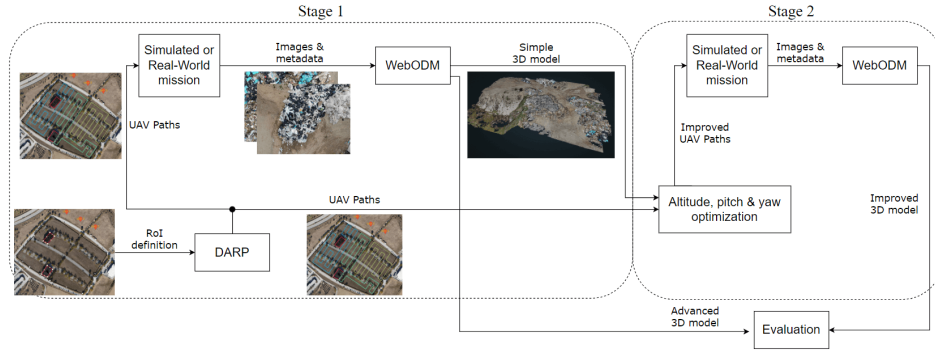 Stage 1
Stage 2
Simulated or
Real-World
mission
Images &
metadata
WebODM
Simple
3D model
Simulated or
Real-World
mission
Images &
metadata
WebODM
UAV Paths
Improved
UAV Paths
RoI
definition
DARP
UAV Paths
Altitude, pitch & yaw
optimization
Improved
3D model
Advanced
3D model
Evaluation